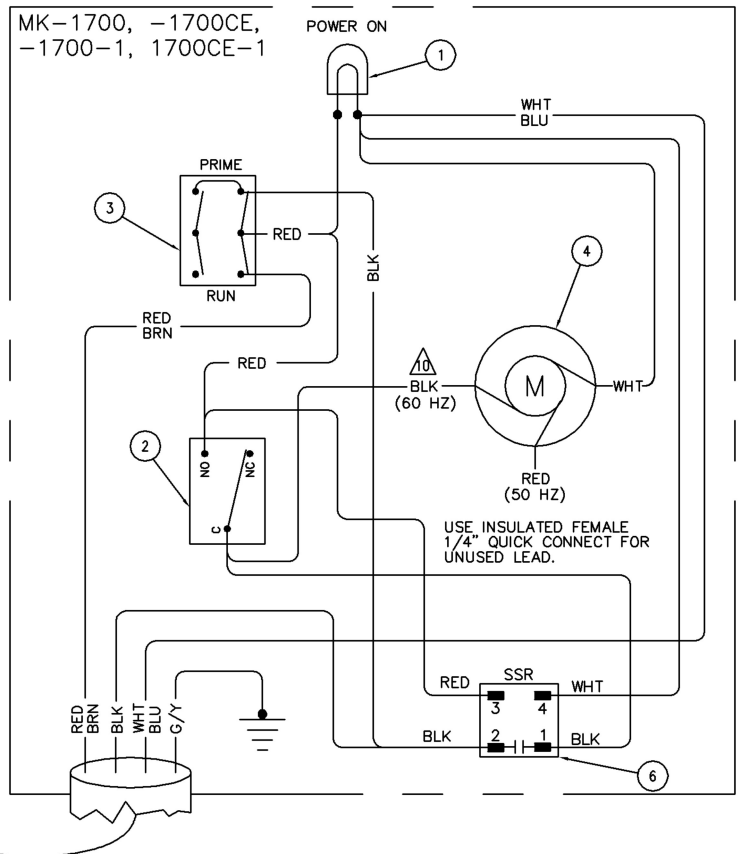 MK-1700, -1700CE,
-1700-1, 1700CE-1
POWER ON
1
WHT
BLU
PRIME
3
RED
BLK
RUN
4
RED
BRN
RED
10
BLK
(60 HZ)
M
WHT
2
NO
NC
C
RED
(50 HZ)
USE INSULATED FEMALE
1/4" QUICK CONNECT FOR
UNUSED LEAD.
SSR
RED
WHT
3
4
RED
BRN
BLK
WHT
BLU
G/Y
BLK
2
1
BLK
6